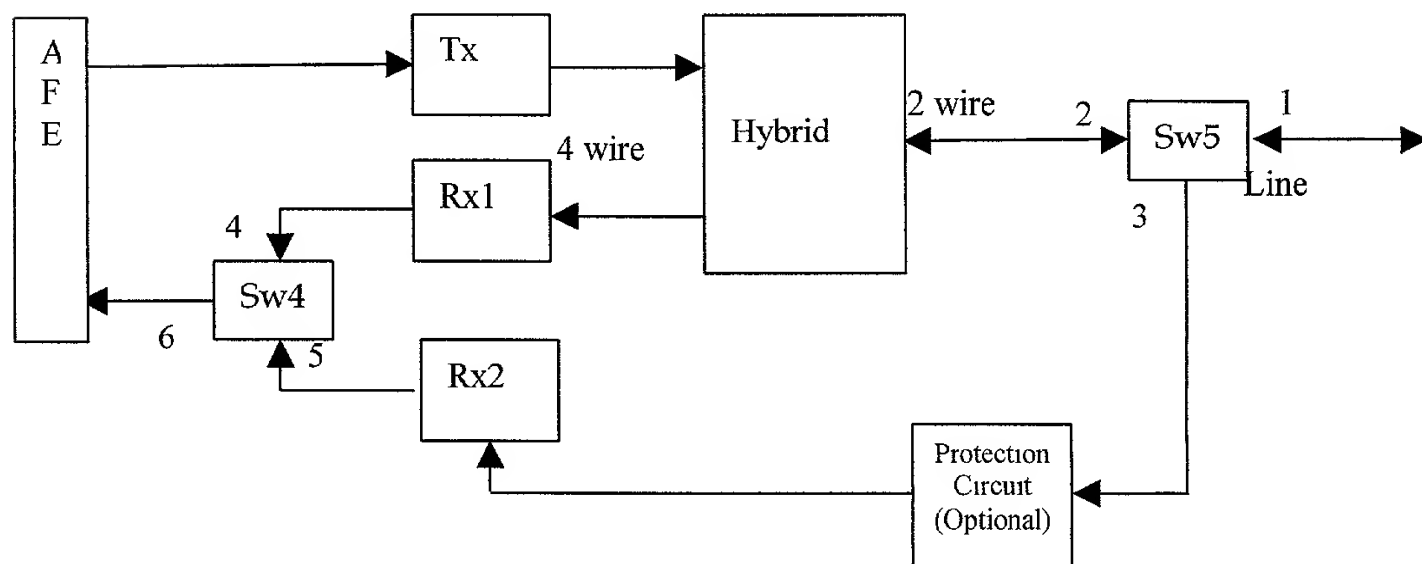 A
F
E
Tx
Hybrid
2 wire
2
Sw5
1
Line
3
4 wire
Rx1
4
Sw4
6
5
Rx2
Protection
Circuit
(Optional)